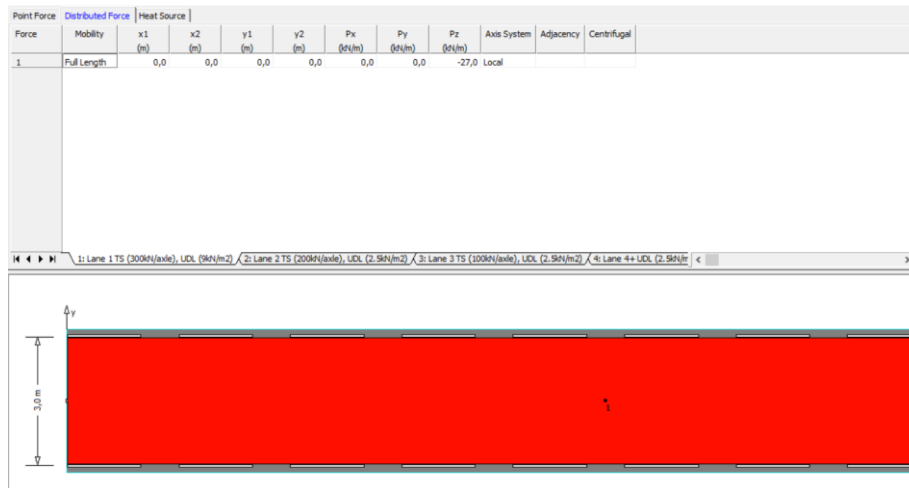 Point Force Distributed Force Heat Source
Force Mobility x1 x2 y1 y2 Px Py Pz Axis System Adjacency Centrifugal
(m) (m) (m) (m) (kN/m) (kN/m) (kN/m)
1 Full Length 0,0 0,0 0,0 0,0 0,0 0,0 -27,0 Local
1: Lane 1 TS (300kN/axle), UDL (9kN/m2) 2: Lane 2 TS (200kN/axle), UDL (2.5kN/m2) 3: Lane 3 TS (100kN/axle), UDL (2.5kN/m2) 4: Lane 4+ UDL (2.5kN/m
y
3,0 m
1